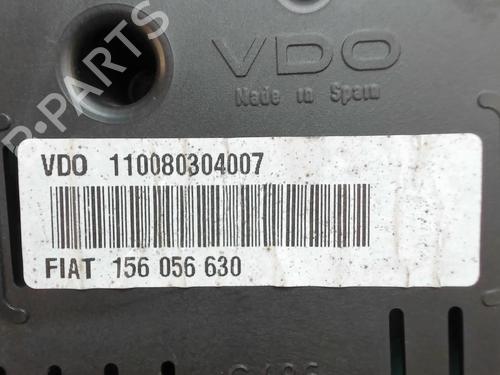 B-PARTS
VDO
Made in Spain
VDO 110080304007
FIAT 156 056 630